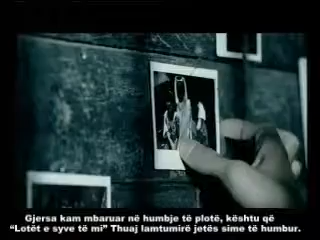 Gjersa kam mbaruar në humbje të plotë, kështu që
“Lotët e syve të mi” Thuaj lamtumirë jetës sime të humbur.